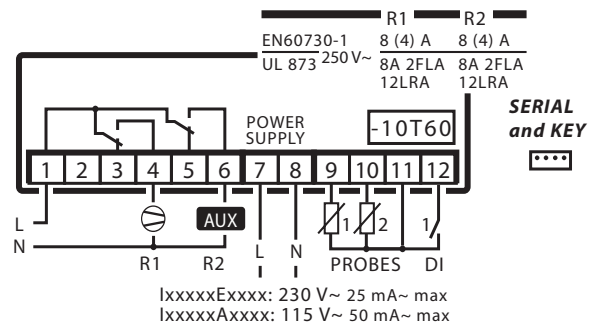 R1 R2
EN60730-1 250 V~ 8 (4) A 8 (4) A
UL 873 8A 2FLA 8A 2FLA
12LRA 12LRA
SERIAL
and KEY
POWER
SUPPLY
-10T60
1 2 3 4 5 6 7 8 9 10 11 12
L
N
AUX
1 2 1
R1 R2 L N PROBES DI
IxxxxxExxxx: 230 V~ 25 mA~ max
IxxxxxAxxxx: 115 V~ 50 mA~ max